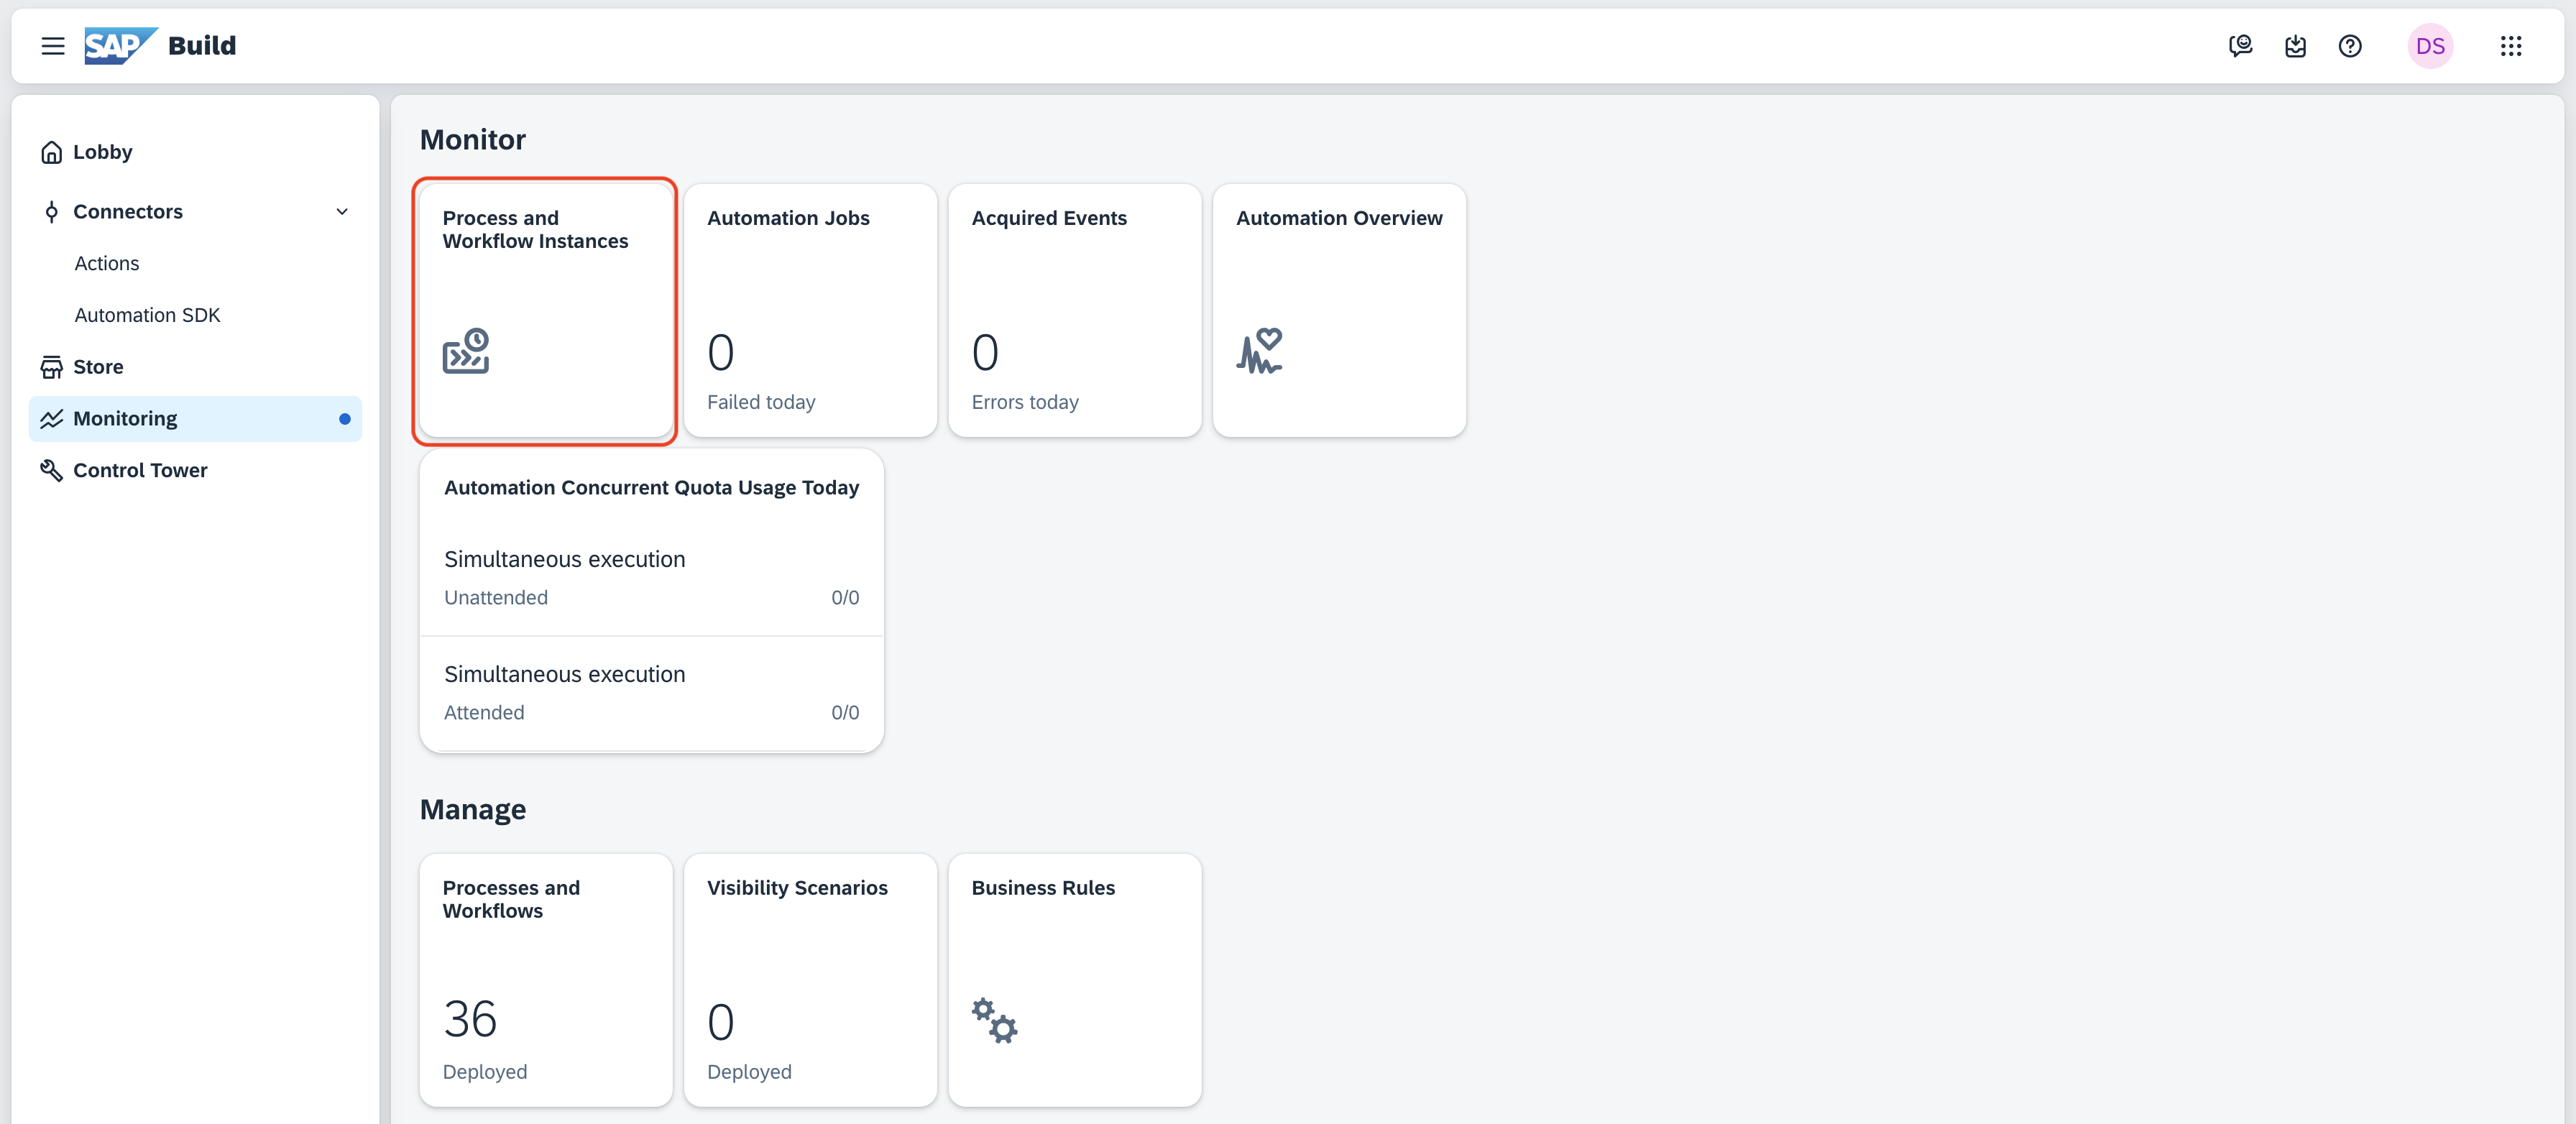 SAP Build
DS
Lobby
Connectors
Actions
Automation SDK
Store
Monitoring
Control Tower
Monitor
Process and
Workflow Instances
Automation Jobs
0
Failed today
Acquired Events
0
Errors today
Automation Overview
Automation Concurrent Quota Usage Today
Simultaneous execution
Unattended 0/0
Simultaneous execution
Attended 0/0
Manage
Processes and
Workflows
36
Deployed
Visibility Scenarios
0
Deployed
Business Rules